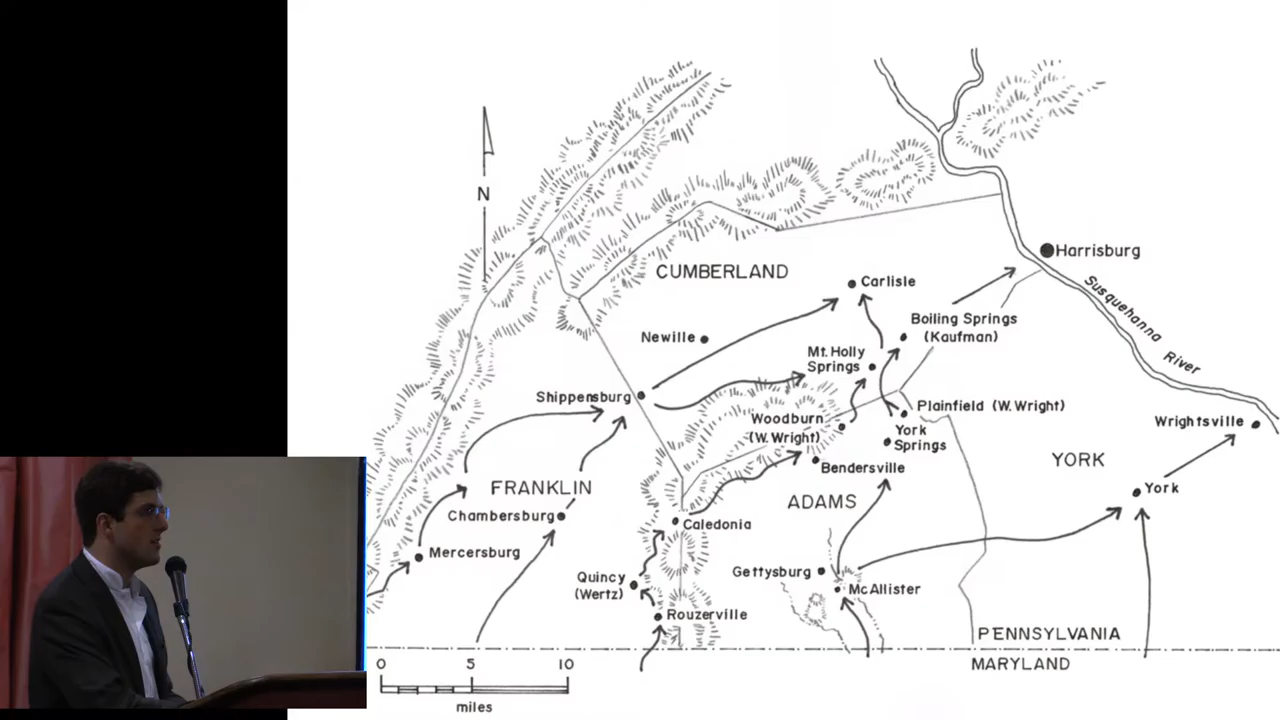 N
CUMBERLAND
Harrisburg
Carlisle
Susquehanna
River
Newille
Boiling Springs
(Kaufman)
Mt. Holly
Springs
Shippensburg
Woodburn
(W. Wright)
Plainfield (W. Wright)
York
Springs
Wrightsville
Bendersville
YORK
FRANKLIN
ADAMS
York
Chambersburg
Caledonia
Mercersburg
Quincy
(Wertz)
Gettysburg
McAllister
Rouzerville
PENNSYLVANIA
MARYLAND
0 5 10
miles